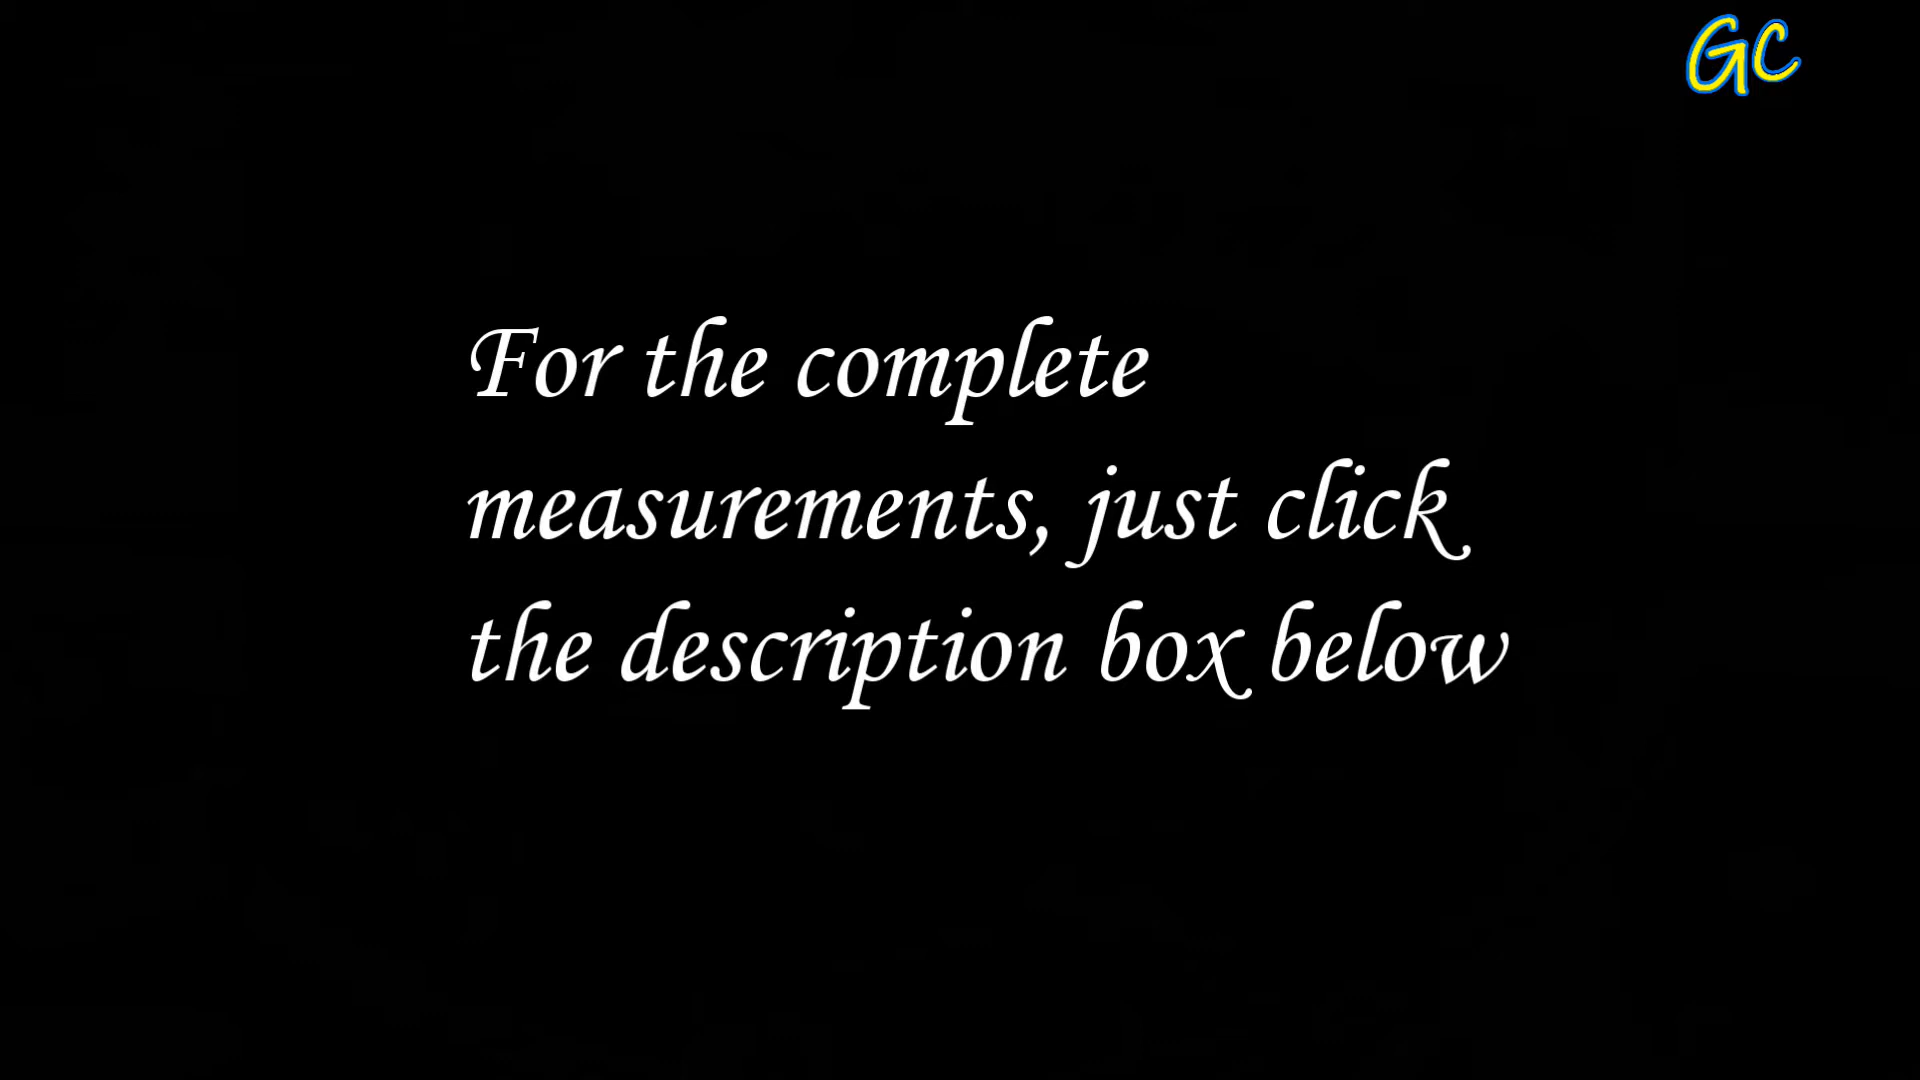 GC
For the complete
measurements, just click
the description box below